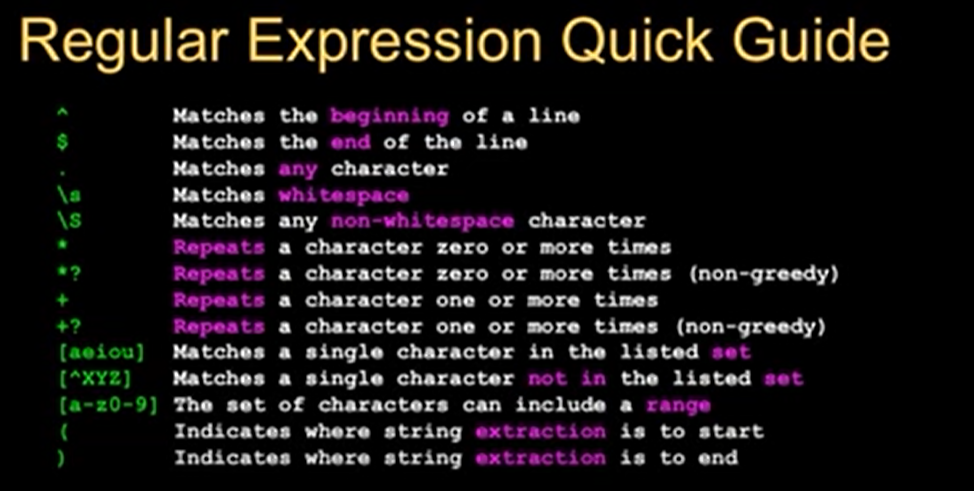 Regular Expression Quick Guide
^ Matches the beginning of a line
$ Matches the end of the line
. Matches any character
\s Matches whitespace
\S Matches any non-whitespace character
* Repeats a character zero or more times
*? Repeats a character zero or more times (non-greedy)
+ Repeats a character one or more times
+? Repeats a character one or more times (non-greedy)
[aeiou] Matches a single character in the listed set
[^XYZ] Matches a single character not in the listed set
[a-z0-9] The set of characters can include a range
( Indicates where string extraction is to start
) Indicates where string extraction is to end